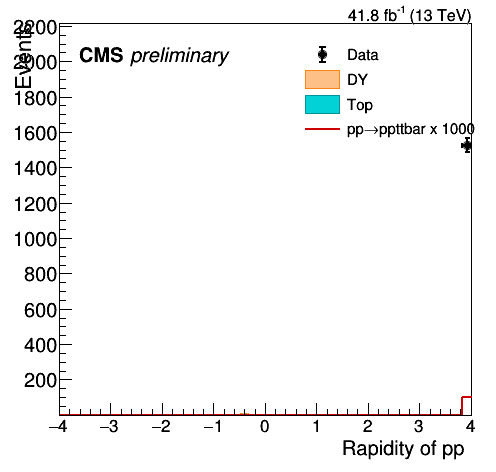 41.8 fb-1 (13 TeV)
Events
CMS preliminary
Data
DY
Top
pp→ppttbar x 1000
2200
2000
1800
1600
1400
1200
1000
800
600
400
200
−4 −3 −2 −1 0 1 2 3 4
Rapidity of pp